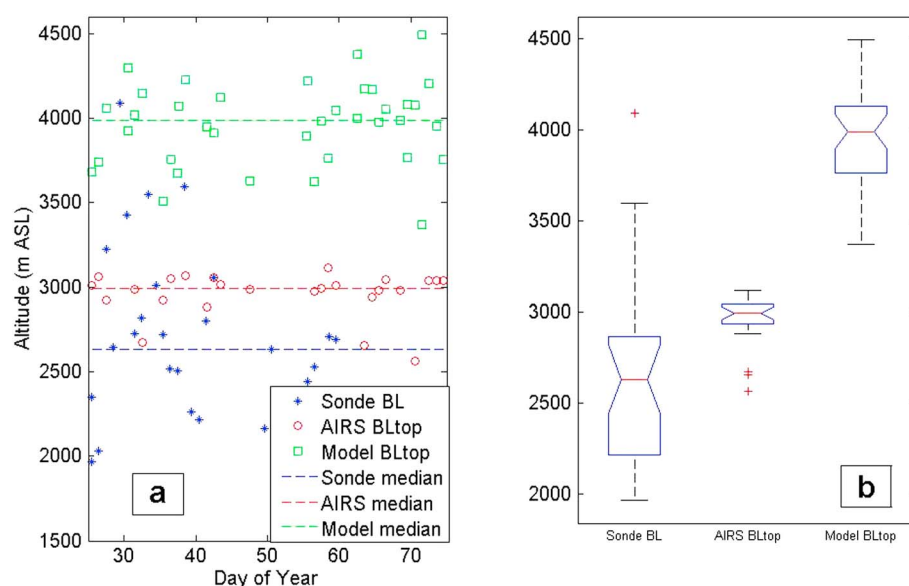 4500
4000
3500
3000
2500
2000
1500
Altitude (m ASL)
30
40
50
60
70
Day of Year
Sonde BL
AIRS BLtop
Model BLtop
Sonde median
AIRS median
Model median
a
4500
4000
3500
3000
2500
2000
Sonde BL
AIRS BLtop
Model BLtop
b